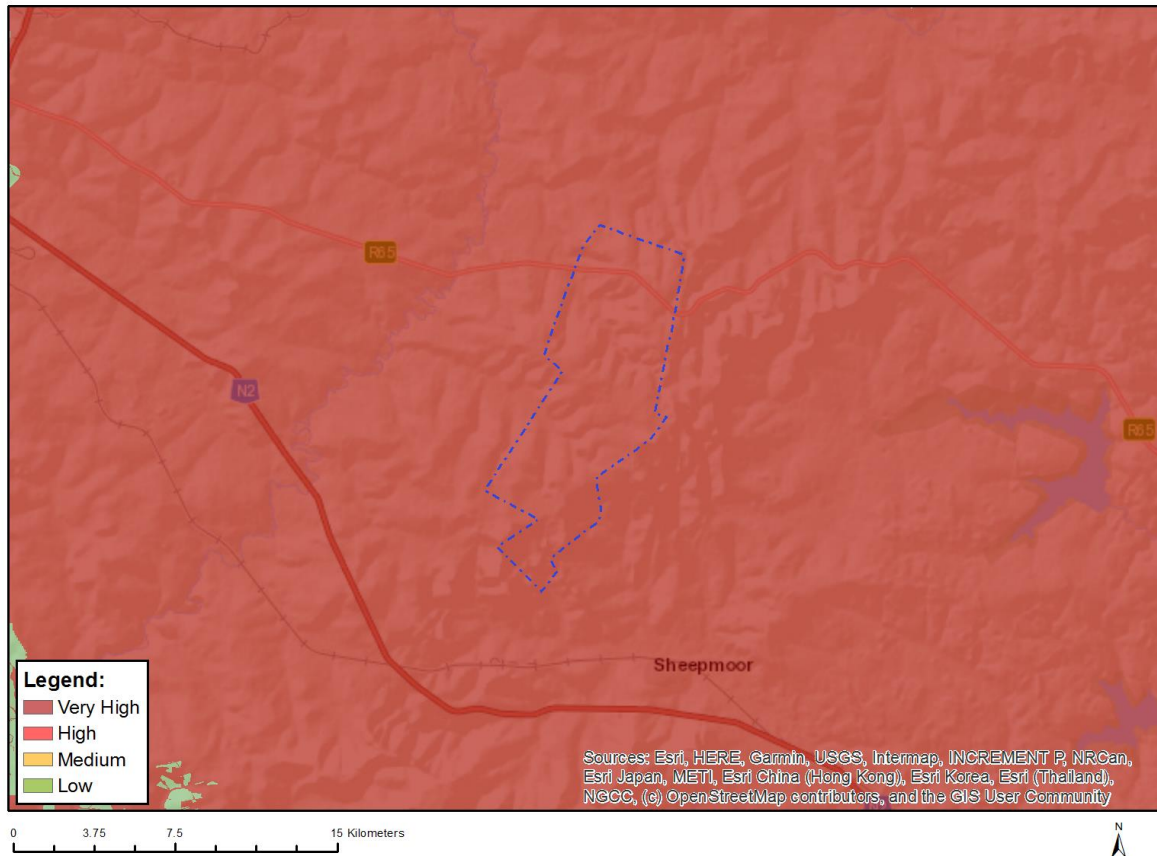 R65
N2
R65
Sheepmoor
Legend:
Very High
High
Medium
Low
Sources: Esri, HERE, Garmin, USGS, Intermap, INCREMENT P, NRCan,
Esri Japan, METI, Esri China (Hong Kong), Esri Korea, Esri (Thailand),
NGCC, (c) OpenStreetMap contributors, and the GIS User Community
0 3.75 7.5 15 Kilometers
N